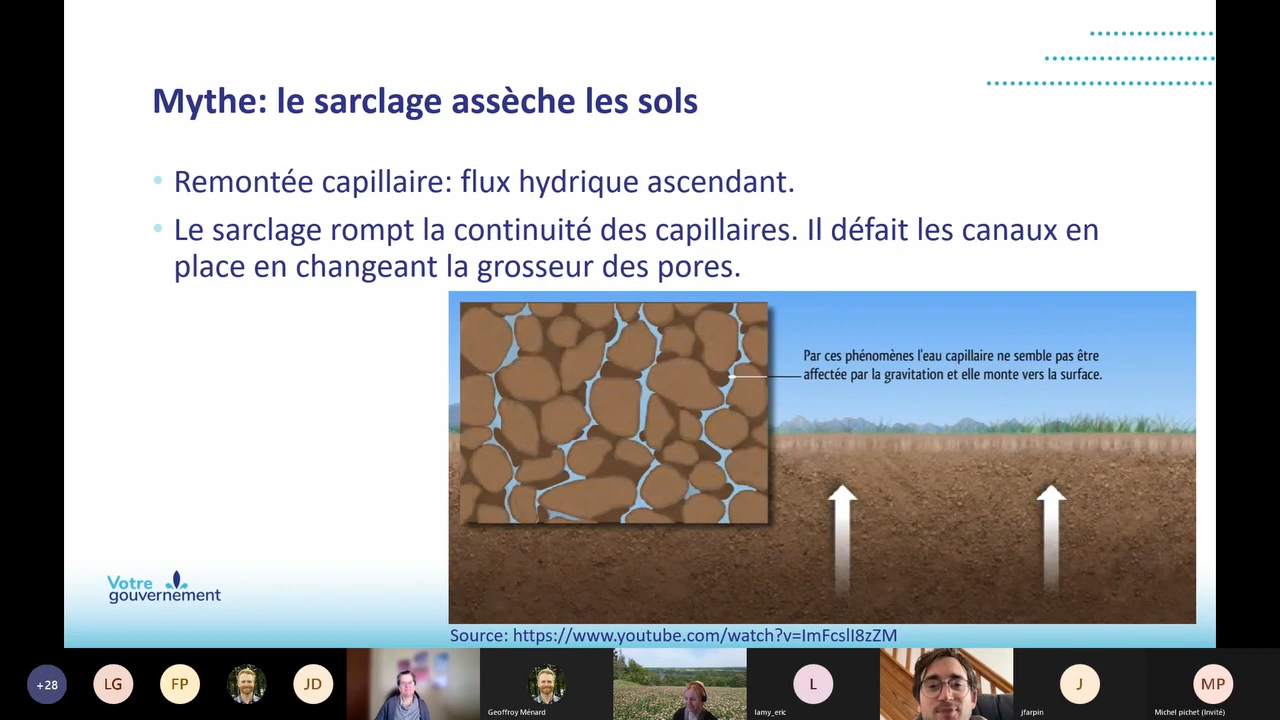 Mythe: le sarclage assèche les sols
• Remontée capillaire: flux hydrique ascendant.
• Le sarclage rompt la continuité des capillaires. Il défait les canaux en
place en changeant la grosseur des pores.
Par ces phénomènes l'eau capillaire ne semble pas être
affectée par la gravitation et elle monte vers la surface.
Votre
gouvernement
Source: https://www.youtube.com/watch?v=ImFcslI8zZM
+28
LG
FP
JD
Geoffroy Ménard
L
lamy_eric
J
jfarpin
MP
Michel pichet (Invité)